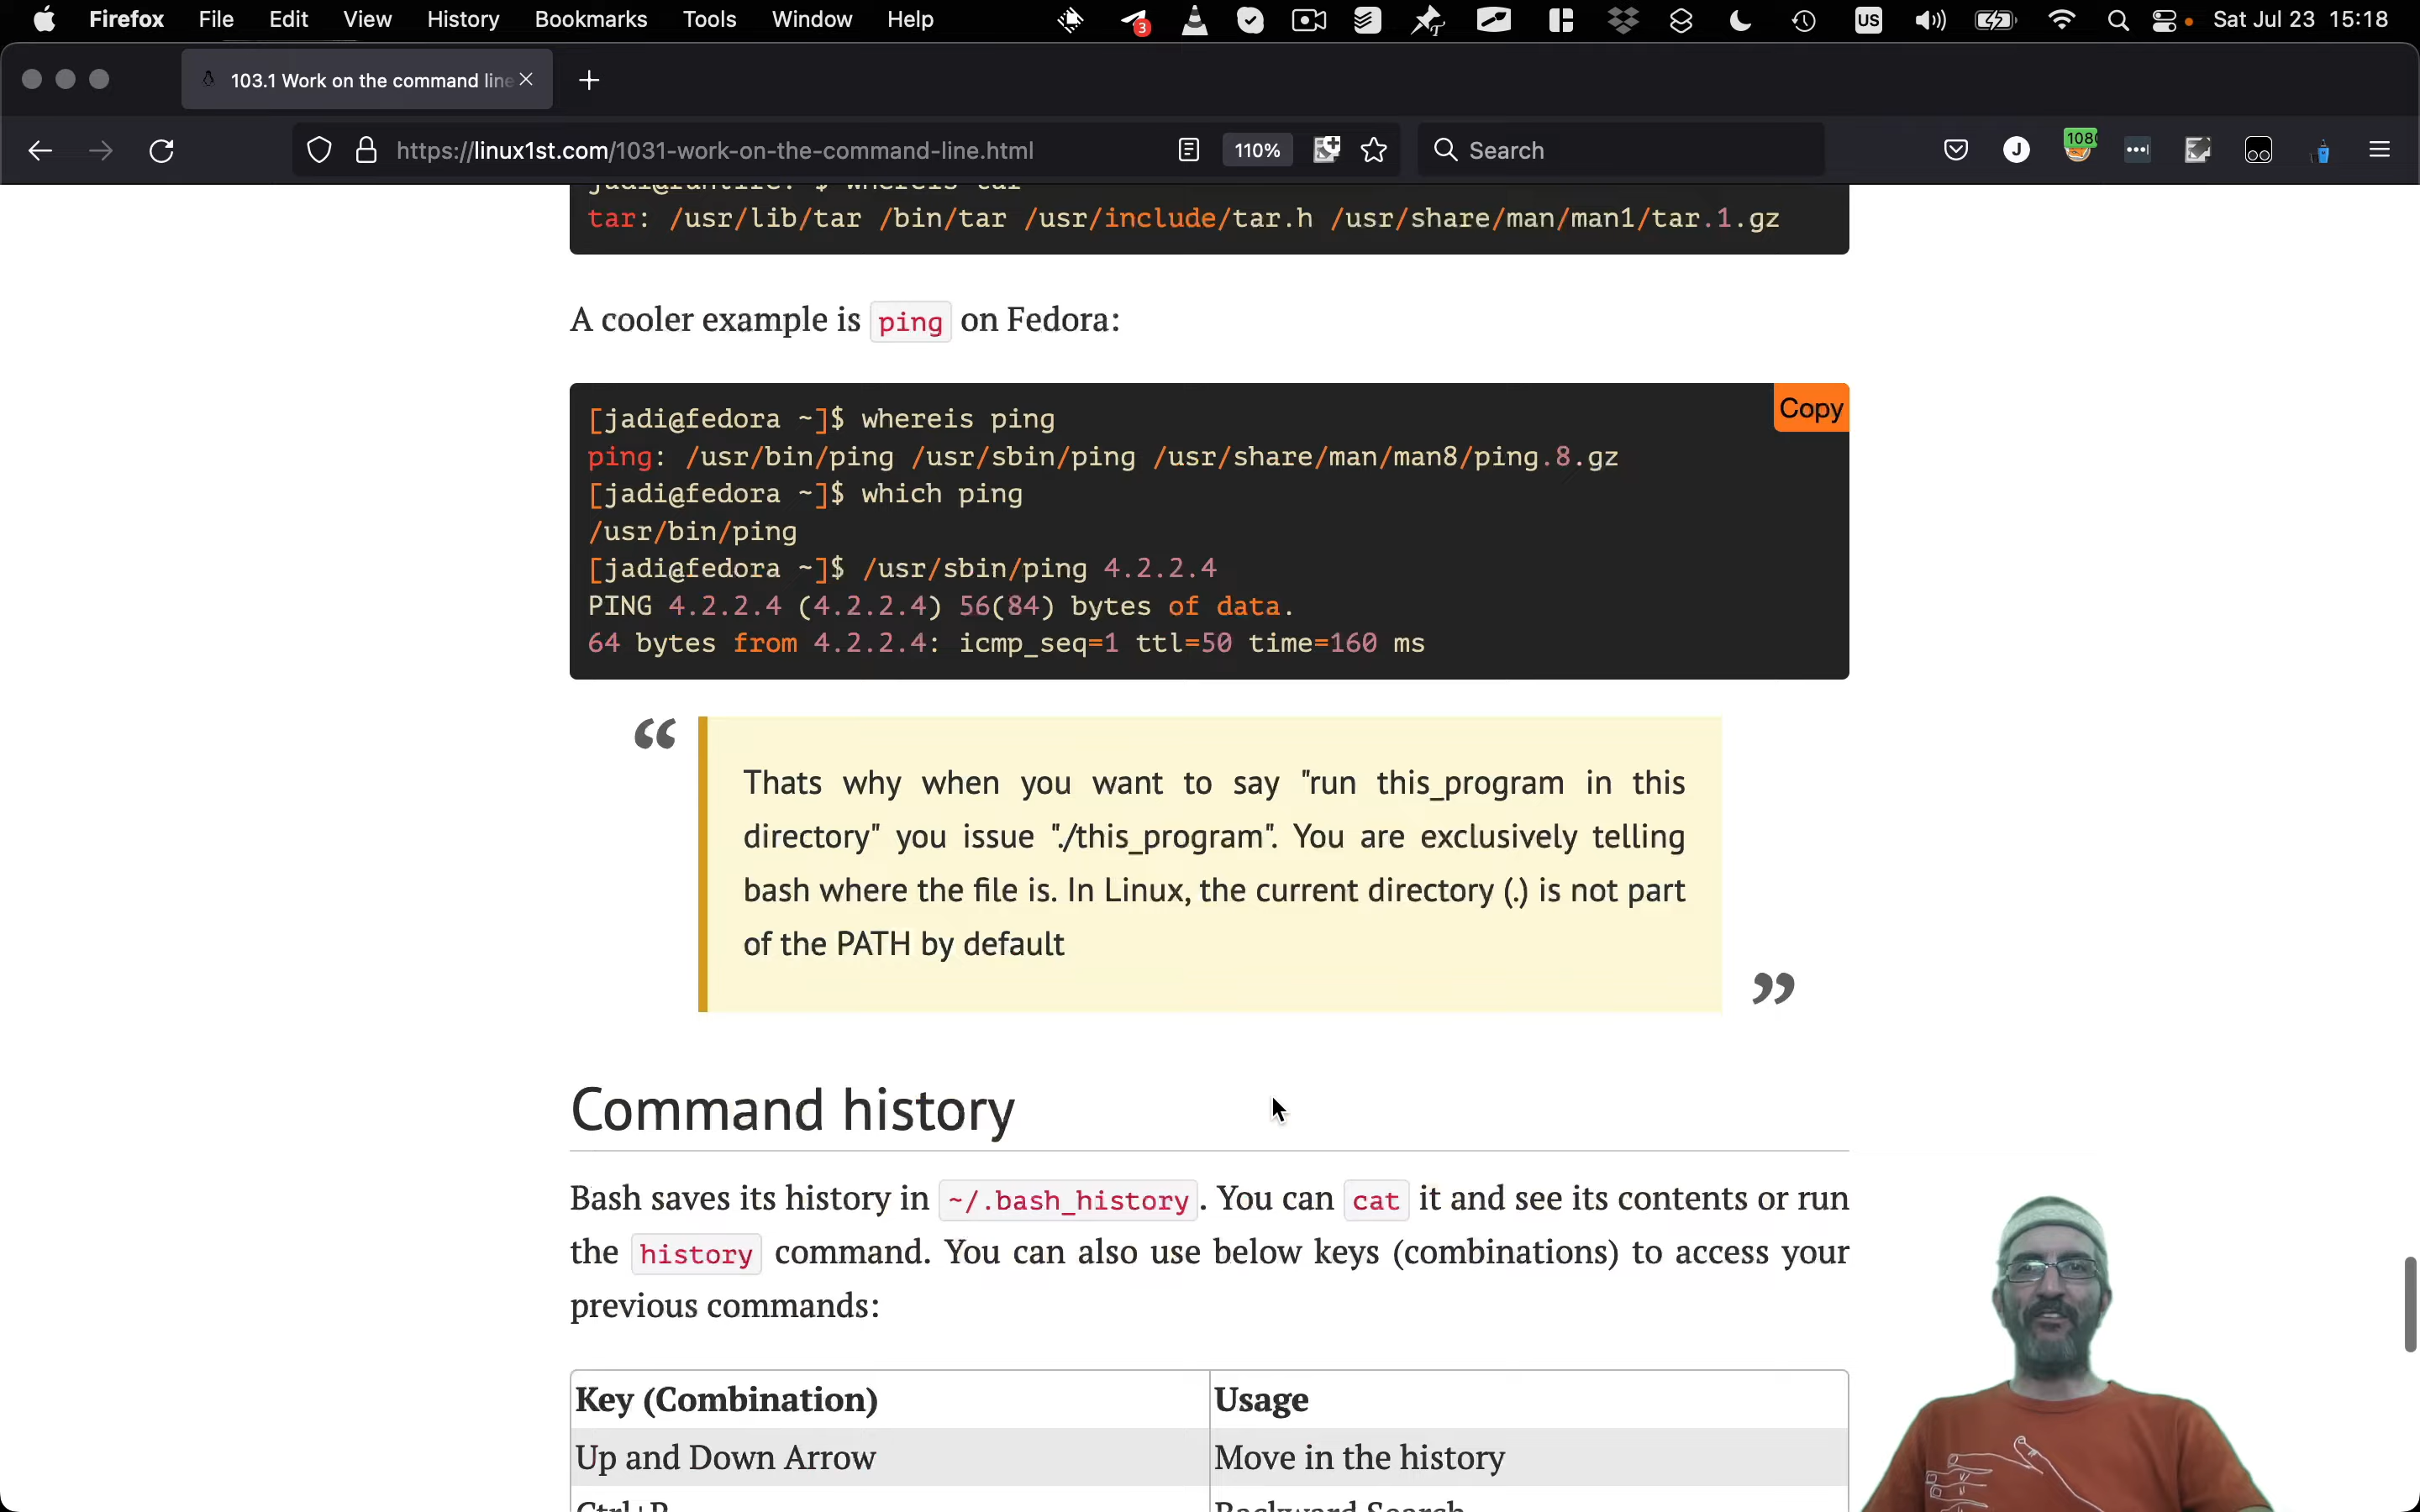 Firefox File Edit View History Bookmarks Tools Window Help 3 US Sat Jul 23 15:18
103.1 Work on the command line
https://linux1st.com/1031-work-on-the-command-line.html 110% Search J 108
tar: /usr/lib/tar /bin/tar /usr/include/tar.h /usr/share/man/man1/tar.1.gz
A cooler example is ping on Fedora:
Copy
[jadi@fedora ~]$ whereis ping
ping: /usr/bin/ping /usr/sbin/ping /usr/share/man/man8/ping.8.gz
[jadi@fedora ~]$ which ping
/usr/bin/ping
[jadi@fedora ~]$ /usr/sbin/ping 4.2.2.4
PING 4.2.2.4 (4.2.2.4) 56(84) bytes of data.
64 bytes from 4.2.2.4: icmp_seq=1 ttl=50 time=160 ms
“
Thats why when you want to say "run this_program in this
directory" you issue "./this_program". You are exclusively telling
bash where the file is. In Linux, the current directory (.) is not part
of the PATH by default
”
Command history
Bash saves its history in ~/.bash_history. You can cat it and see its contents or run
the history command. You can also use below keys (combinations) to access your
previous commands:
Key (Combination) Usage
Up and Down Arrow Move in the history
Backward Search